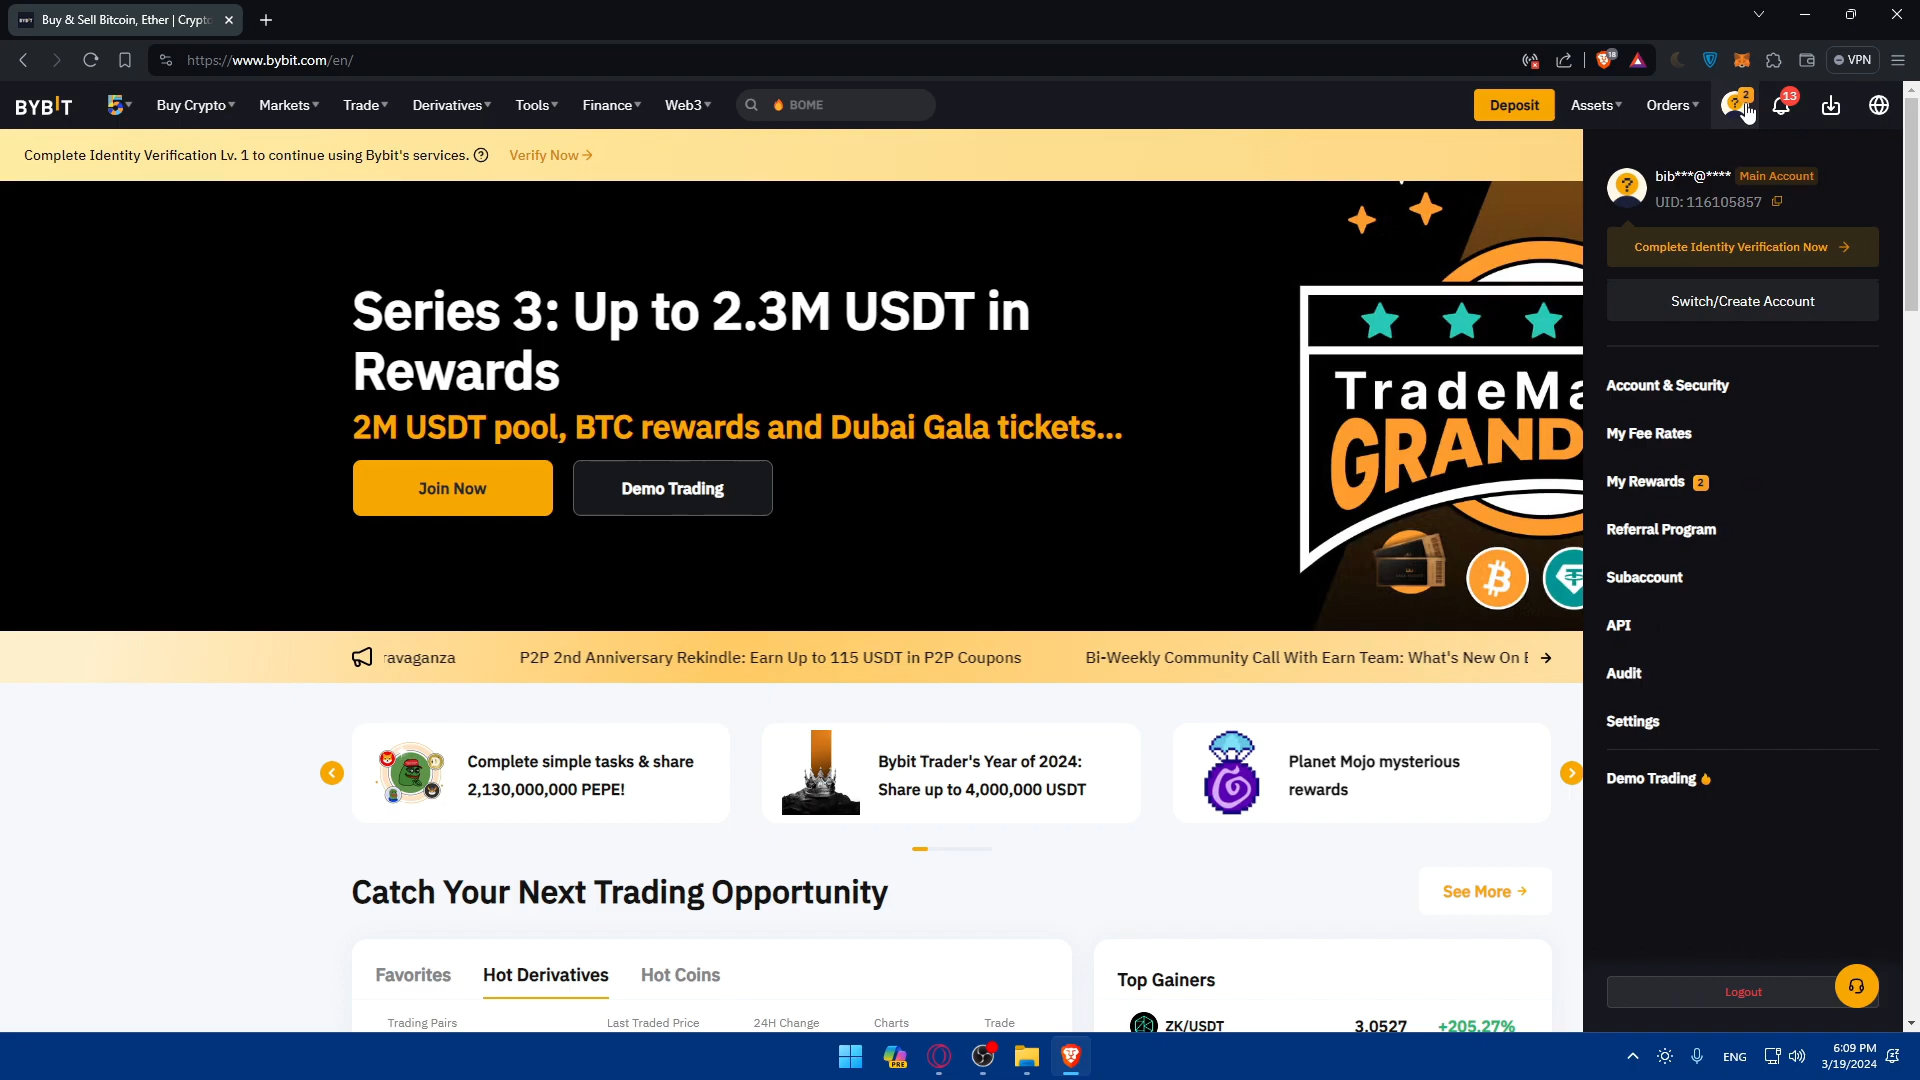 Buy & Sell Bitcoin, Ether | Crypto
https://www.bybit.com/en/
18
VPN
BYBIT
Buy Crypto
Markets
Trade
Derivatives
Tools
Finance
Web3
BOME
Deposit
Assets
Orders
2
13
Complete Identity Verification Lv. 1 to continue using Bybit's services.
Verify Now
bib***@**** Main Account
UID: 116105857
Complete Identity Verification Now
Switch/Create Account
Account & Security
My Fee Rates
My Rewards 2
Referral Program
Subaccount
API
Audit
Settings
Demo Trading
Logout
Series 3: Up to 2.3M USDT in
Rewards
2M USDT pool, BTC rewards and Dubai Gala tickets...
Join Now
Demo Trading
TradeMa
GRAND
ravaganza
P2P 2nd Anniversary Rekindle: Earn Up to 115 USDT in P2P Coupons
Bi-Weekly Community Call With Earn Team: What's New On
Complete simple tasks & share
2,130,000,000 PEPE!
Bybit Trader's Year of 2024:
Share up to 4,000,000 USDT
Planet Mojo mysterious
rewards
Catch Your Next Trading Opportunity
See More
Favorites
Hot Derivatives
Hot Coins
Trading Pairs
Last Traded Price
24H Change
Charts
Trade
Top Gainers
ZK/USDT
3.0527
+205.27%
PRE
ENG
6:09 PM
3/19/2024